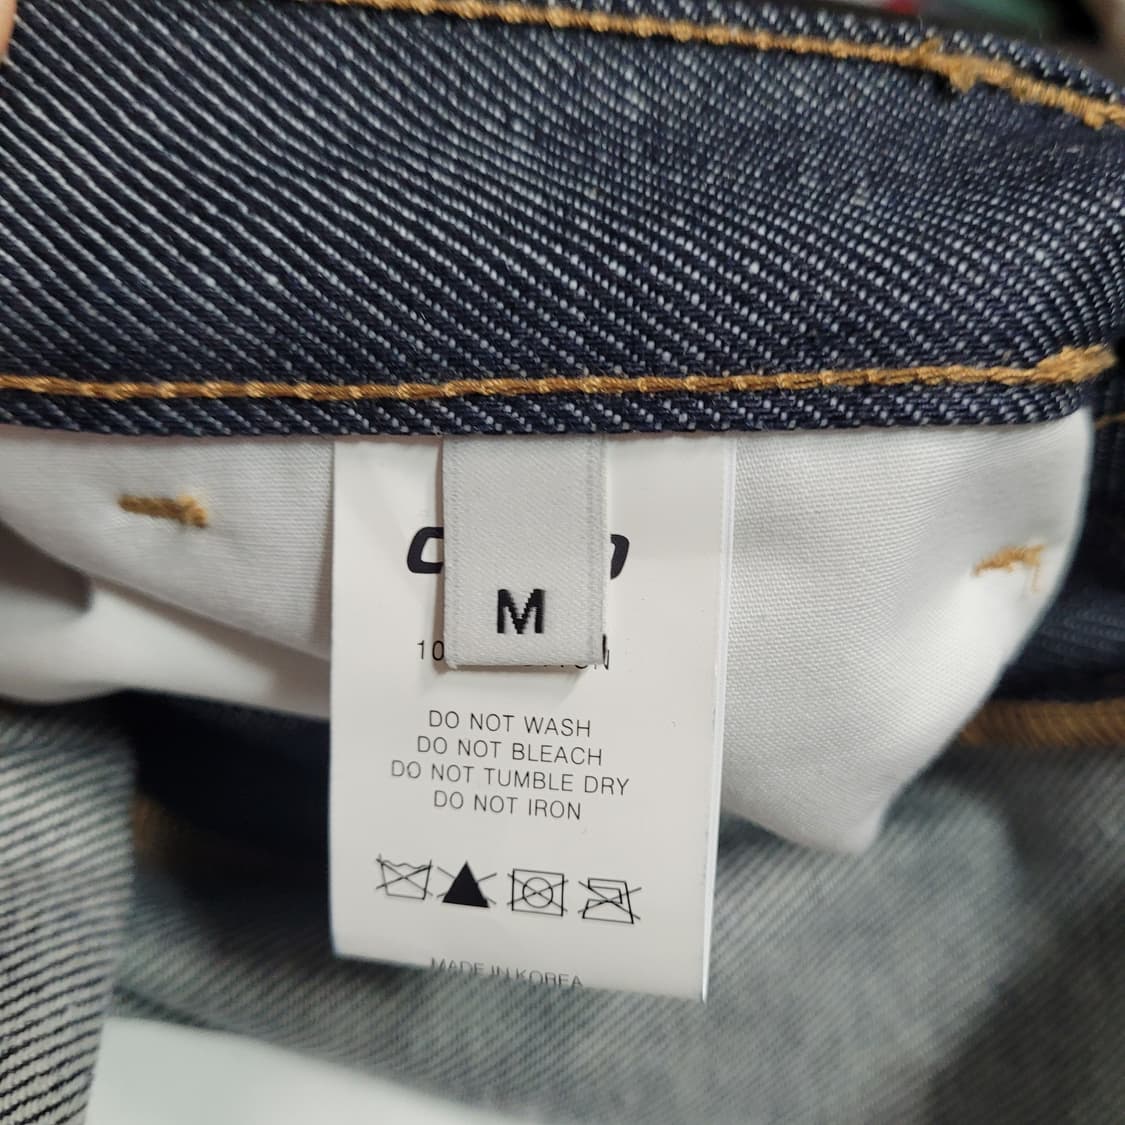 M
DO NOT WASH
DO NOT BLEACH
DO NOT TUMBLE DRY
DO NOT IRON
MADE IN KOREA